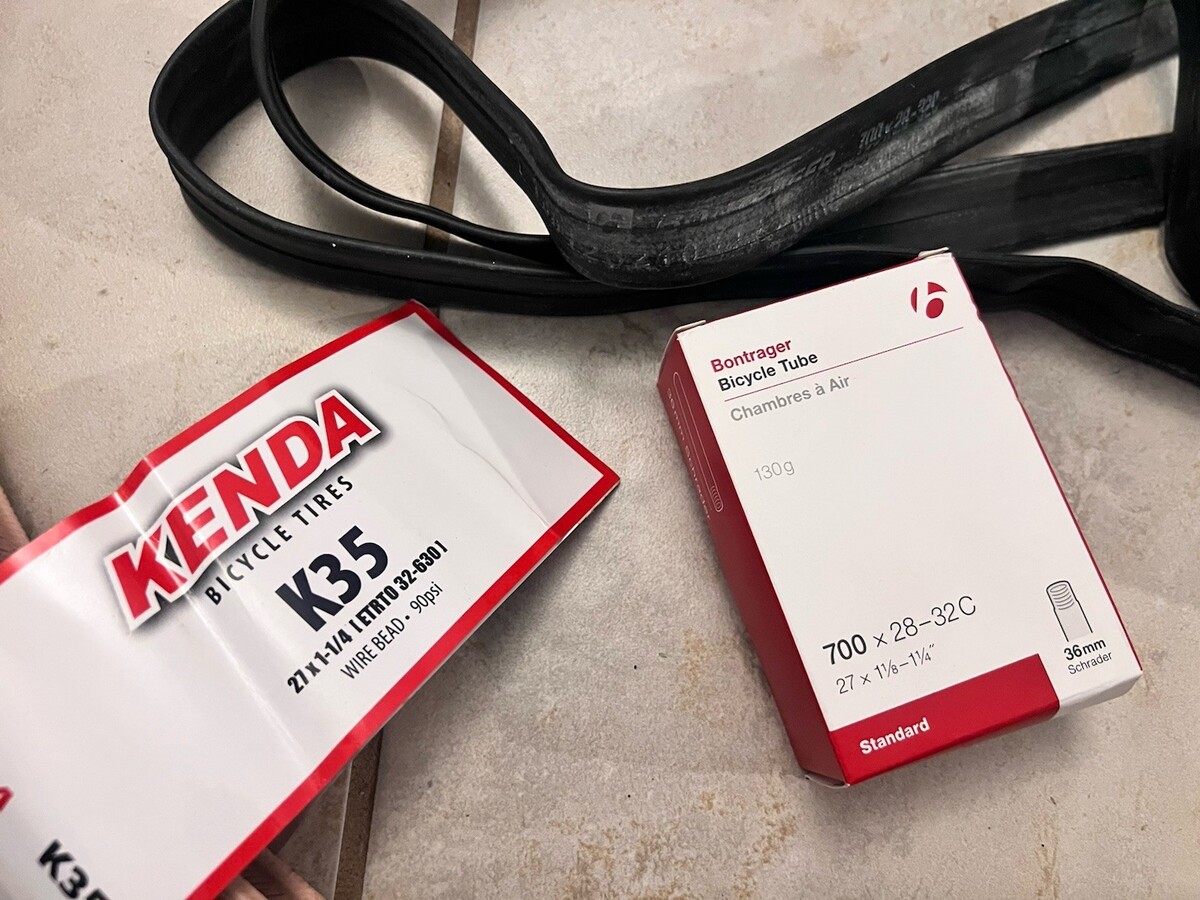 KENDA
BICYCLE TIRES
K35
27 x 1-1/4 | ETRTO 32-630 |
WIRE BEAD • 90psi
K35
Bontrager
Bicycle Tube
Chambres à Air
130g
700 x 28–32C
27 x 1⅛–1¼"
36mm
Schrader
Standard